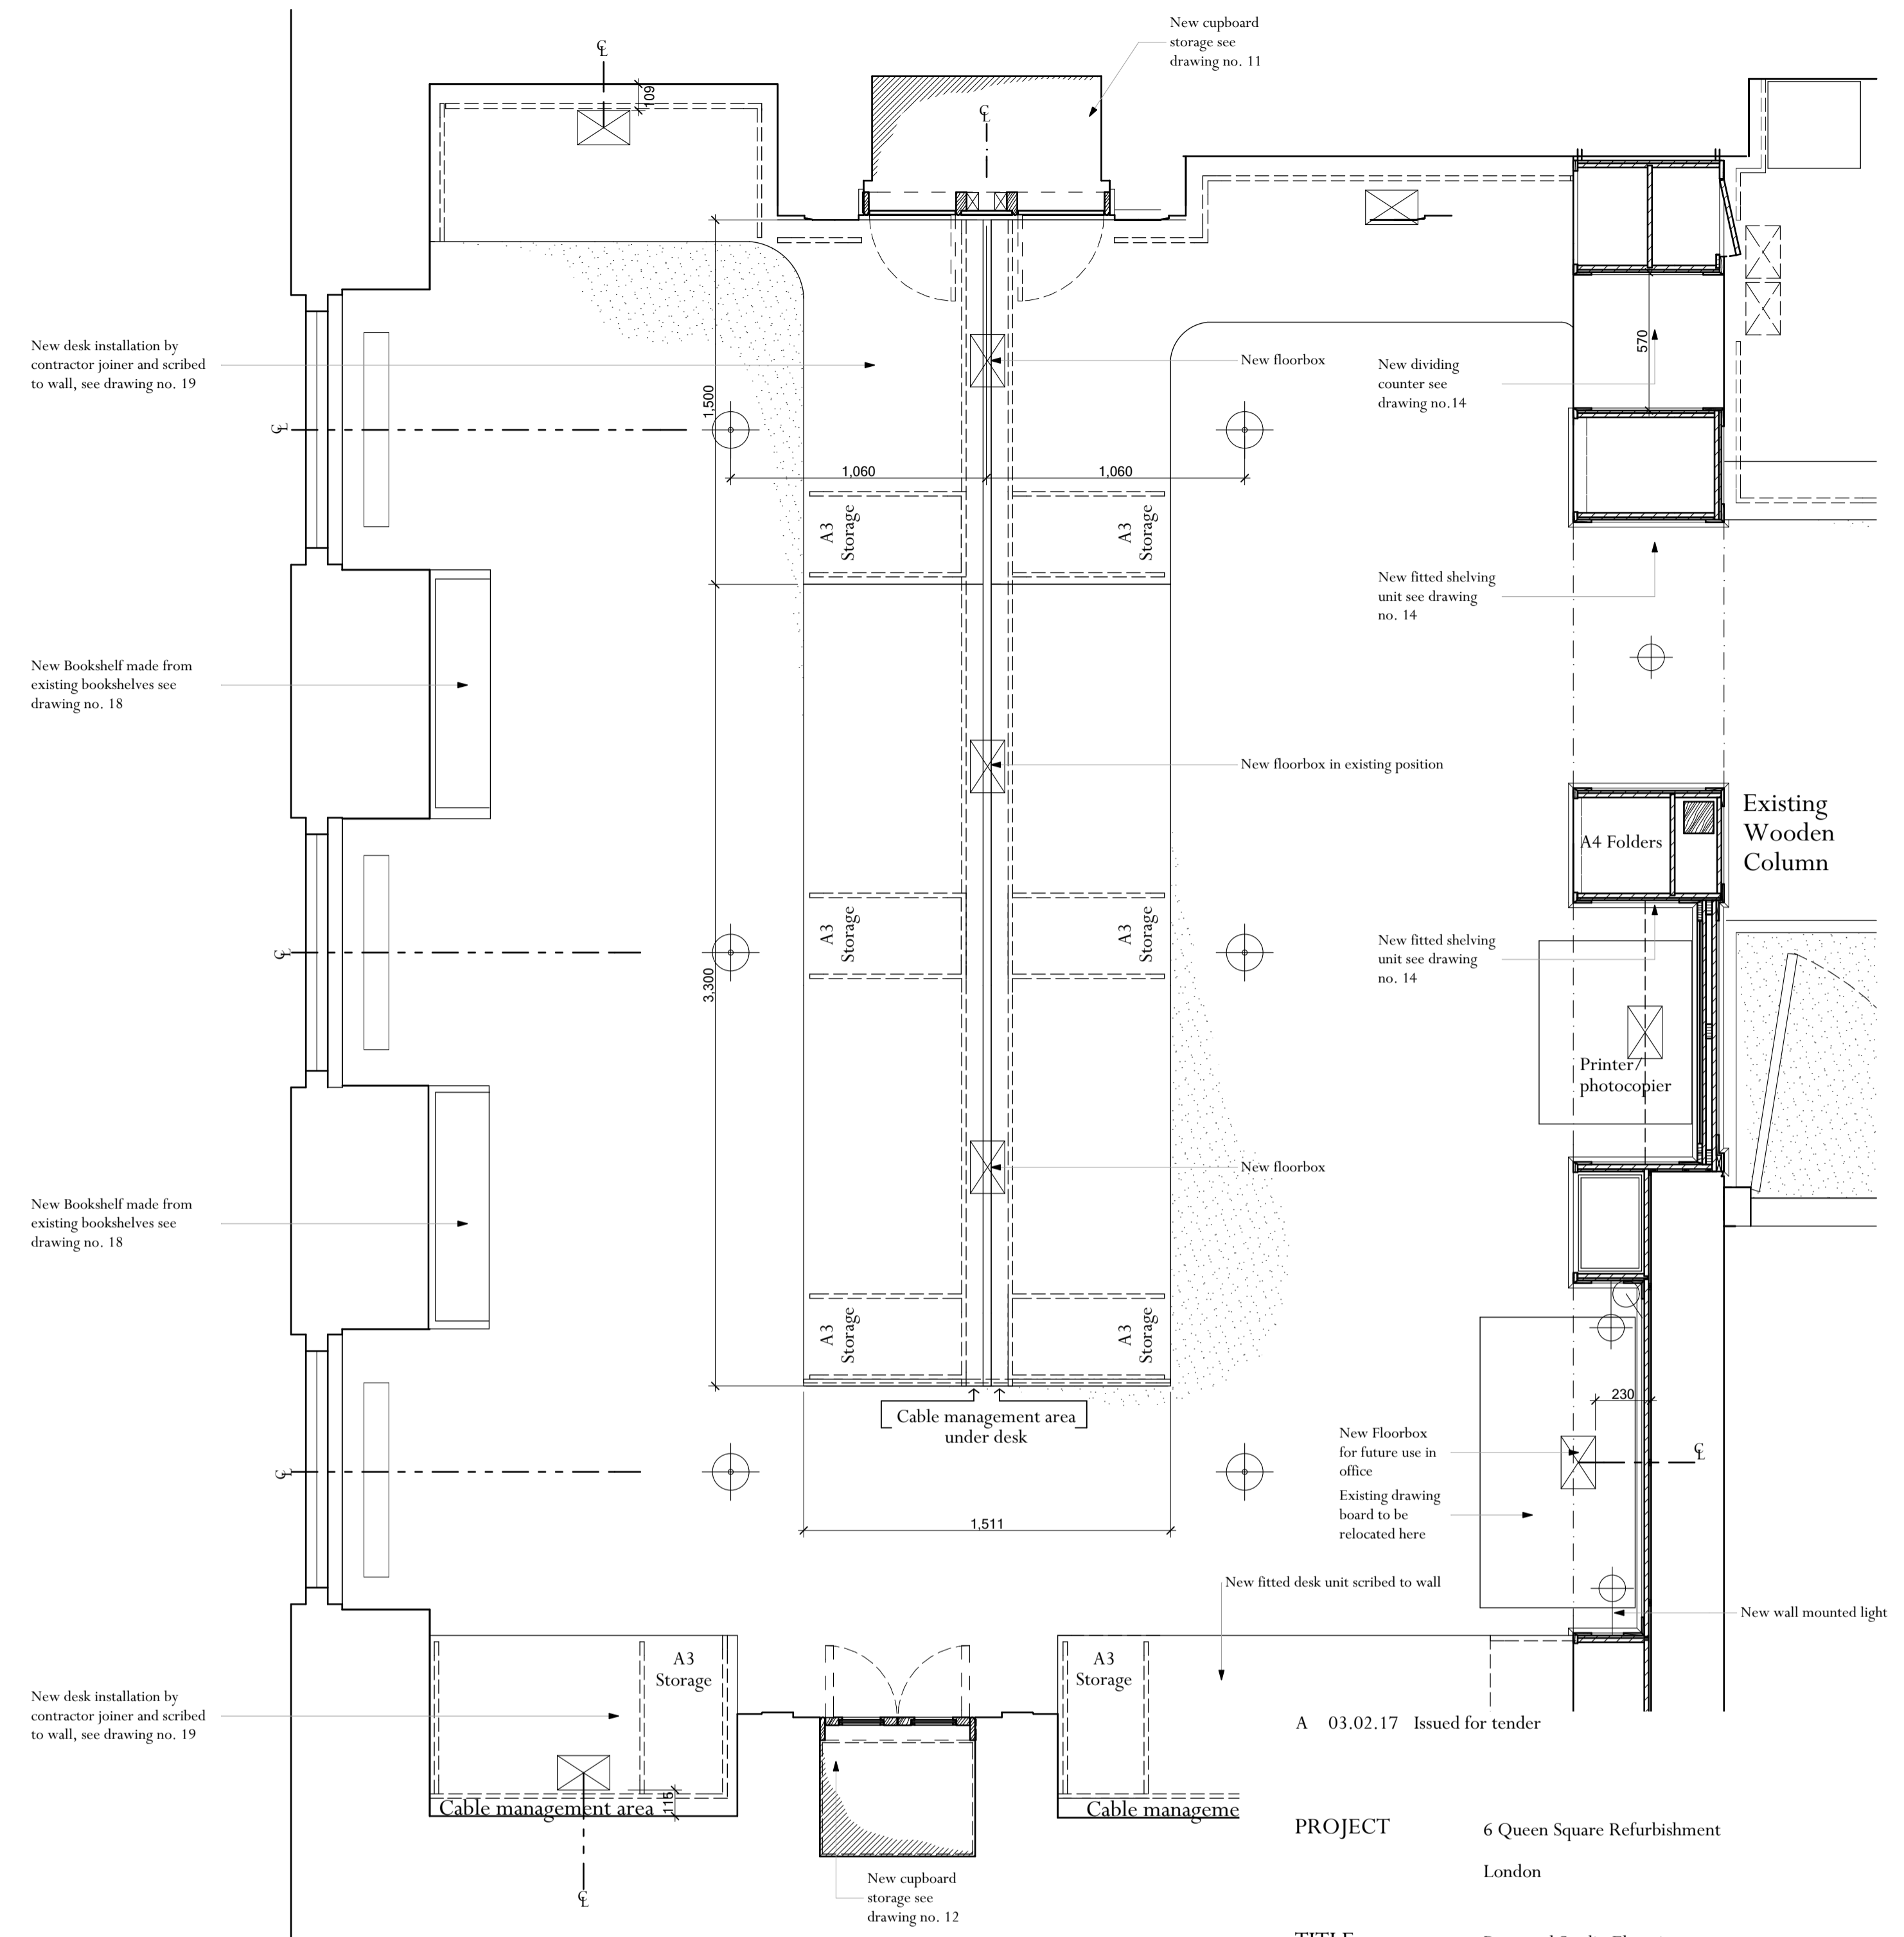 New cupboard
storage see
drawing no. 11
109
New desk installation by
contractor joiner and scribed
to wall, see drawing no. 19
New floorbox
New dividing
counter see
drawing no.14
570
1,500
1,060
1,060
A3
Storage
A3
Storage
New fitted shelving
unit see drawing
no. 14
New Bookshelf made from
existing bookshelves see
drawing no. 18
New floorbox in existing position
Existing
Wooden
Column
A4 Folders
A3
Storage
A3
Storage
New fitted shelving
unit see drawing
no. 14
3,300
Printer/
photocopier
New floorbox
New Bookshelf made from
existing bookshelves see
drawing no. 18
A3
Storage
A3
Storage
Cable management area
under desk
230
New Floorbox
for future use in
office
Existing drawing
board to be
relocated here
1,511
New fitted desk unit scribed to wall
New wall mounted light
A3
Storage
A3
Storage
New desk installation by
contractor joiner and scribed
to wall, see drawing no. 19
A 03.02.17 Issued for tender
115
Cable management area
Cable manageme
PROJECT
6 Queen Square Refurbishment
London
New cupboard
storage see
drawing no. 12
TITLE